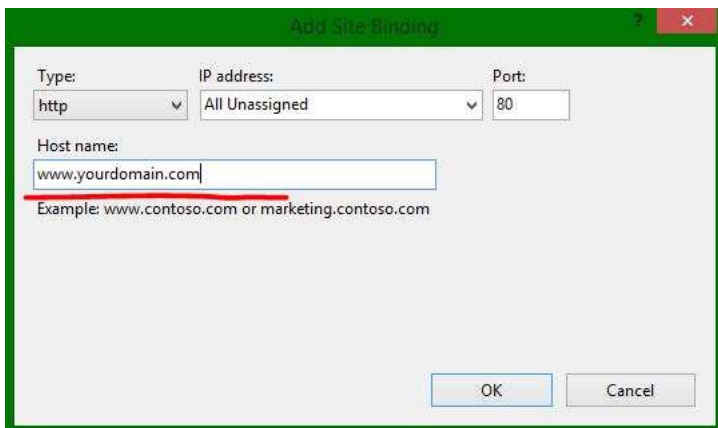 Add Site Binding ?
Type: IP address: Port:
http All Unassigned 80
Host name:
www.yourdomain.com
Example: www.contoso.com or marketing.contoso.com
OK Cancel